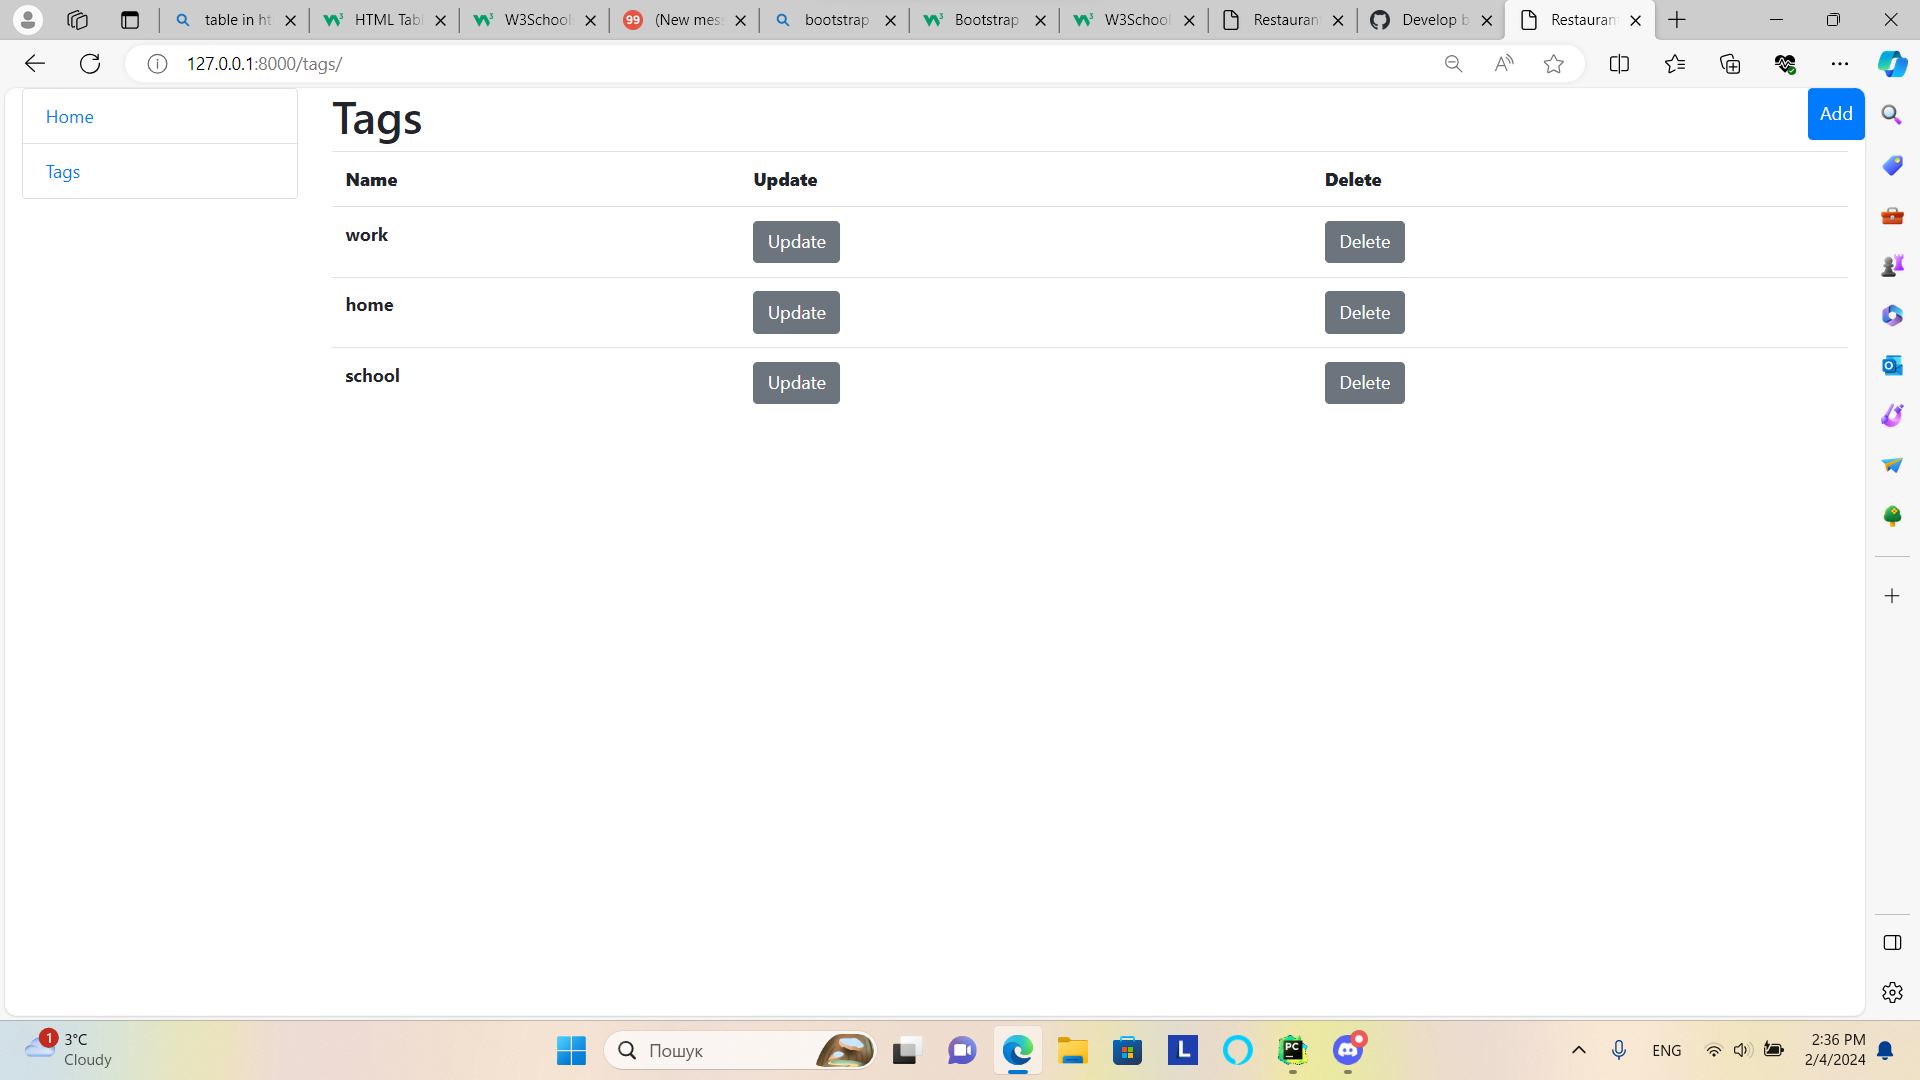 table in ht
HTML Tabl
W3School
99
(New mes
bootstrap
Bootstrap
W3School
Restauran
Develop b
Restauran
127.0.0.1:8000/tags/
Home
Tags
Tags
Add
Name Update Delete
work Update Delete
home Update Delete
school Update Delete
1
3°C
Cloudy
Пошук
L
PC
ENG
2:36 PM
2/4/2024